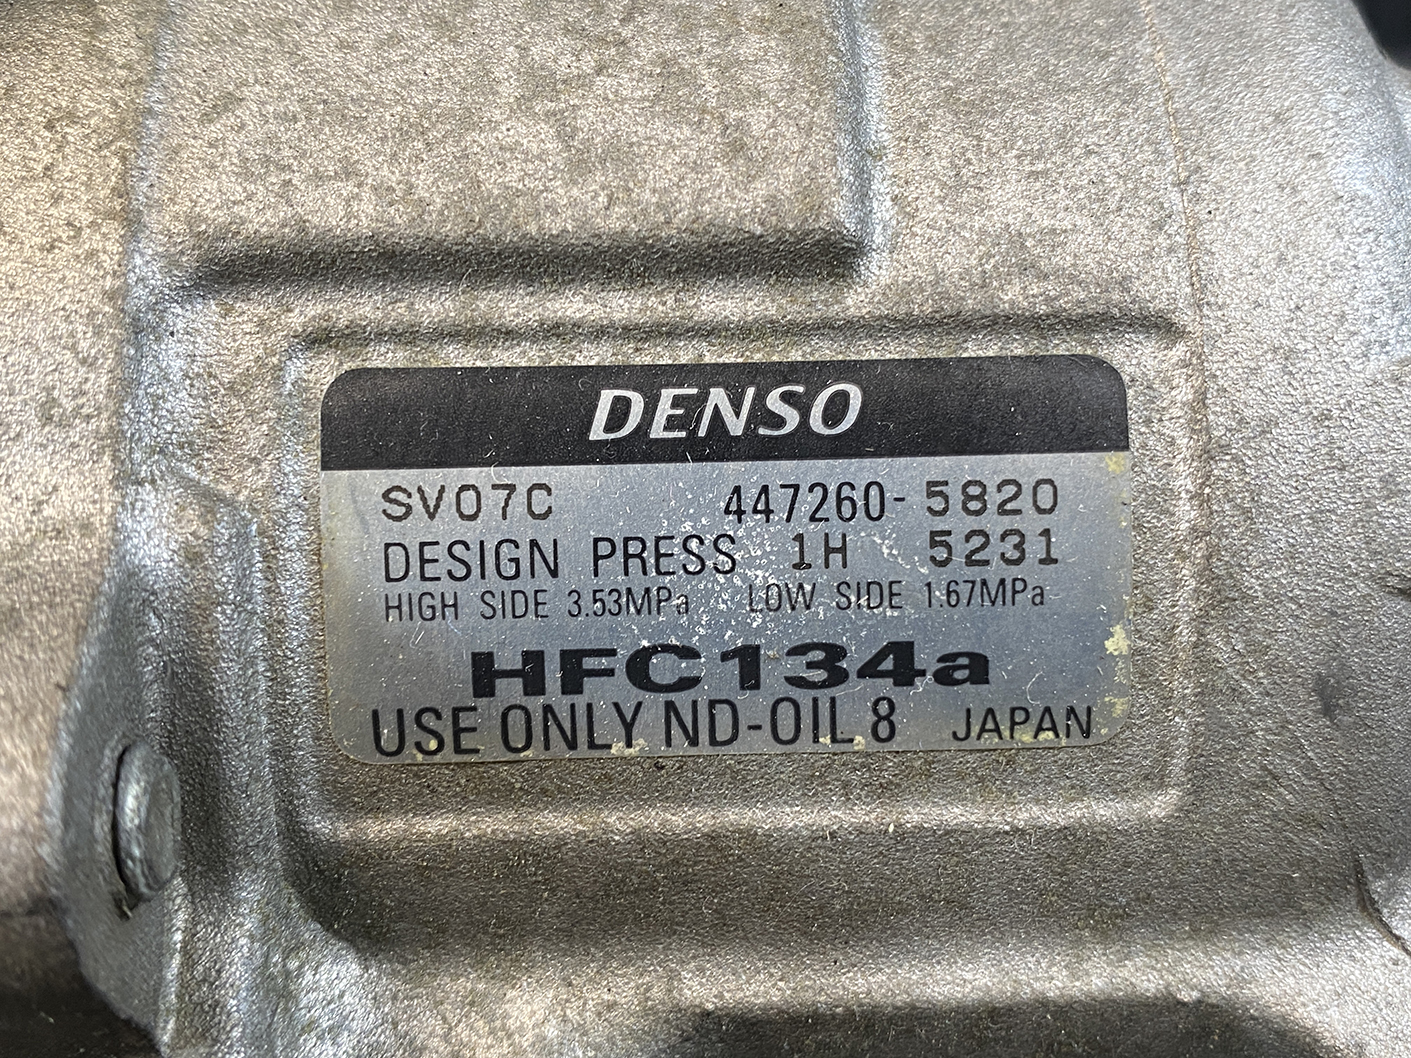 DENSO
SV07C 447260-5820
DESIGN PRESS 1H 5231
HIGH SIDE 3.53MPa LOW SIDE 1.67MPa
HFC134a
USE ONLY ND-OIL 8 JAPAN